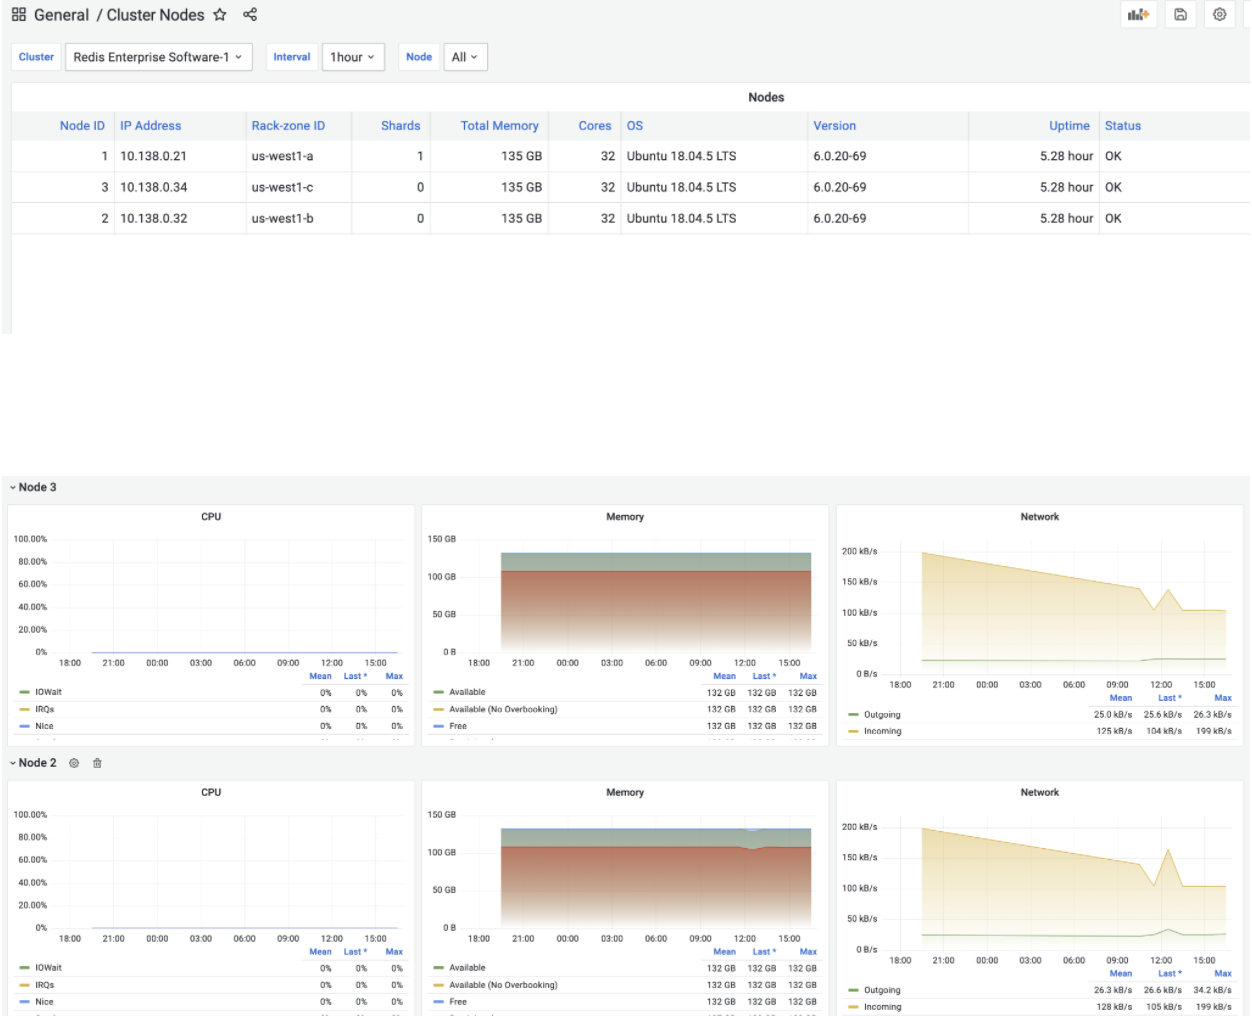 General / Cluster Nodes
Cluster Redis Enterprise Software-1 Interval 1hour Node All
Nodes
Node ID IP Address Rack-zone ID Shards Total Memory Cores OS Version Uptime Status
1 10.138.0.21 us-west1-a 1 135 GB 32 Ubuntu 18.04.5 LTS 6.0.20-69 5.28 hour OK
3 10.138.0.34 us-west1-c 0 135 GB 32 Ubuntu 18.04.5 LTS 6.0.20-69 5.28 hour OK
2 10.138.0.32 us-west1-b 0 135 GB 32 Ubuntu 18.04.5 LTS 6.0.20-69 5.28 hour OK
Node 3
CPU
100.00%
80.00%
60.00%
40.00%
20.00%
0%
18:00 21:00 00:00 03:00 06:00 09:00 12:00 15:00
Mean Last * Max
IOWait 0% 0% 0%
IRQs 0% 0% 0%
Nice 0% 0% 0%
Memory
150 GB
100 GB
50 GB
0 B
18:00 21:00 00:00 03:00 06:00 09:00 12:00 15:00
Mean Last * Max
Available 132 GB 132 GB 132 GB
Available (No Overbooking) 132 GB 132 GB 132 GB
Free 132 GB 132 GB 132 GB
Network
200 kB/s
150 kB/s
100 kB/s
50 kB/s
0 B/s
18:00 21:00 00:00 03:00 06:00 09:00 12:00 15:00
Mean Last * Max
Outgoing 25.0 kB/s 25.6 kB/s 26.3 kB/s
Incoming 125 kB/s 104 kB/s 199 kB/s
Node 2
CPU
100.00%
80.00%
60.00%
40.00%
20.00%
0%
18:00 21:00 00:00 03:00 06:00 09:00 12:00 15:00
Mean Last * Max
IOWait 0% 0% 0%
IRQs 0% 0% 0%
Nice 0% 0% 0%
Memory
150 GB
100 GB
50 GB
0 B
18:00 21:00 00:00 03:00 06:00 09:00 12:00 15:00
Mean Last * Max
Available 132 GB 132 GB 132 GB
Available (No Overbooking) 132 GB 132 GB 132 GB
Free 132 GB 132 GB 132 GB
Network
200 kB/s
150 kB/s
100 kB/s
50 kB/s
0 B/s
18:00 21:00 00:00 03:00 06:00 09:00 12:00 15:00
Mean Last * Max
Outgoing 26.3 kB/s 26.6 kB/s 34.2 kB/s
Incoming 128 kB/s 105 kB/s 199 kB/s